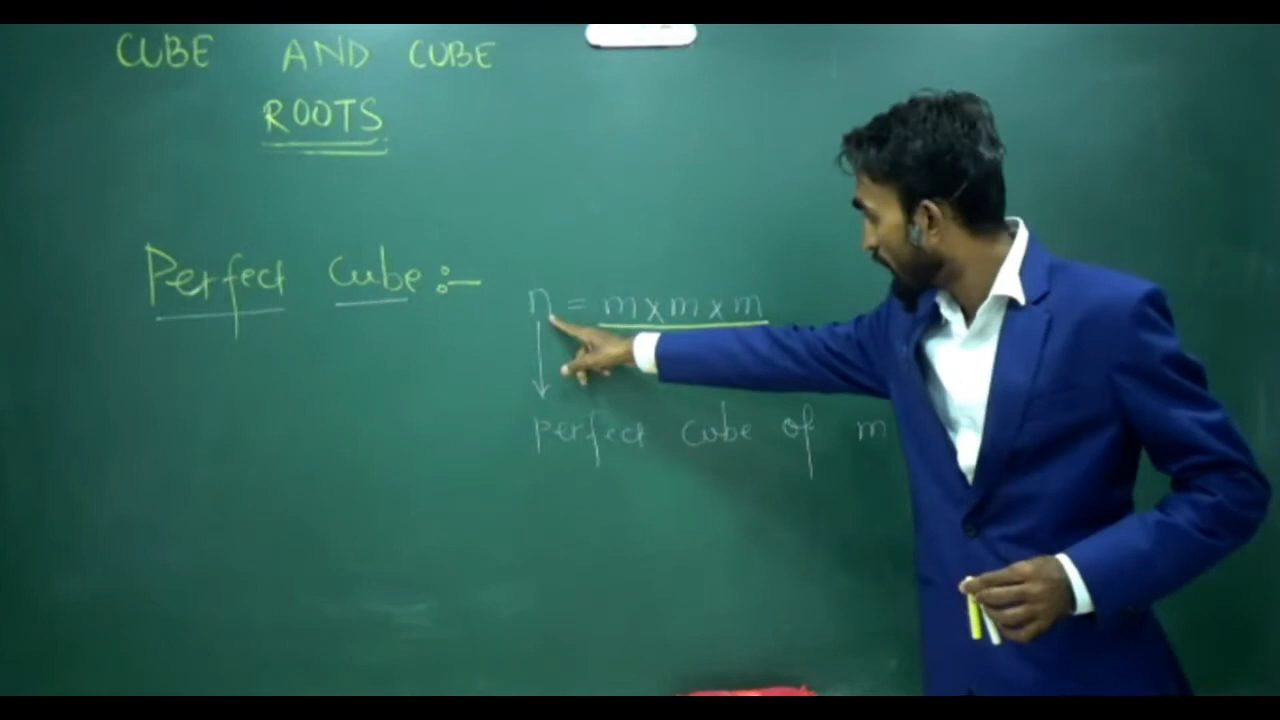 CUBE AND CUBE
ROOTS
Perfect Cube :-
n = m x m x m
perfect cube of m